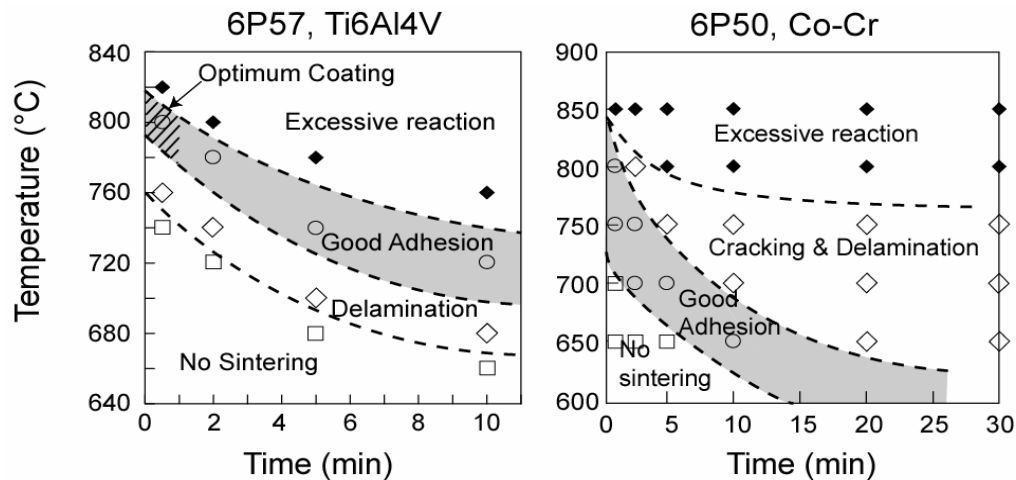 6P57, Ti6Al4V
840
800
760
720
680
640
Temperature (°C)
Optimum Coating
Excessive reaction
Good Adhesion
Delamination
No Sintering
0
2
4
6
8
10
Time (min)
6P50, Co-Cr
900
850
800
750
700
650
600
Excessive reaction
Cracking & Delamination
Good
Adhesion
No
sintering
0
5
10
15
20
25
30
Time (min)